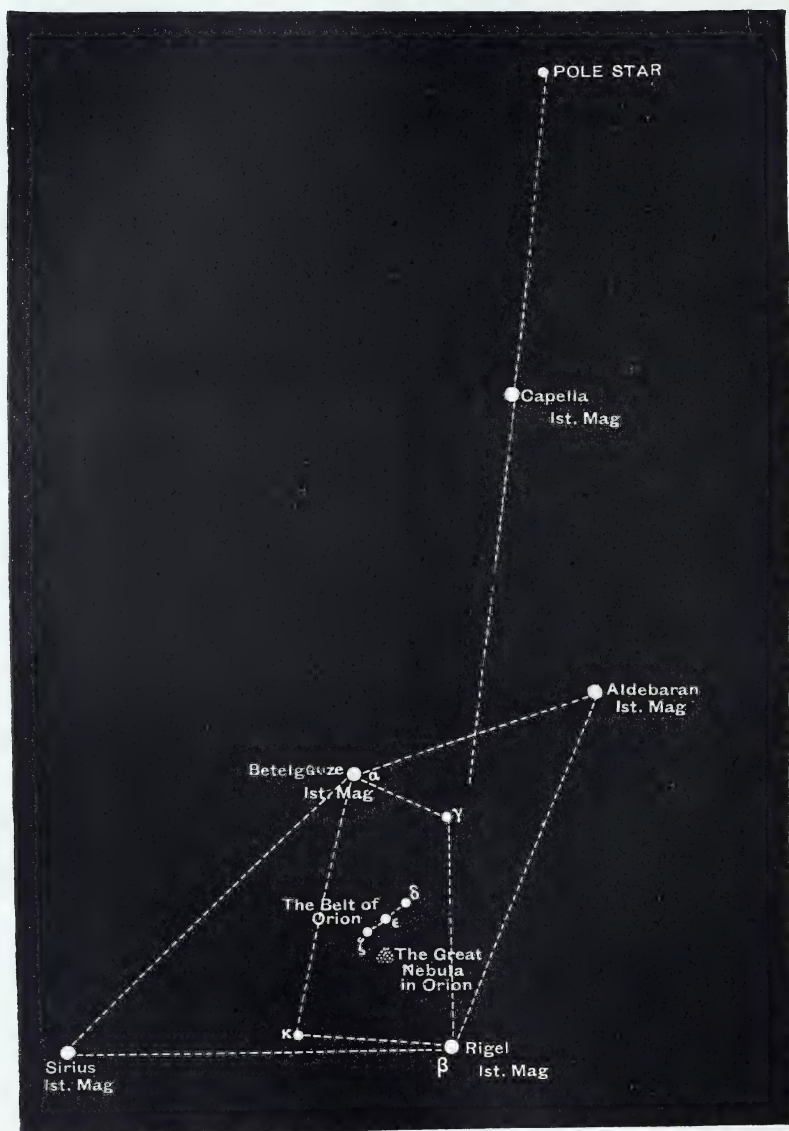 POLE STAR
Capella
Ist. Mag
Aldebaran
Ist. Mag
Betelgeuze α
Ist. Mag
γ
δ
The Belt of
Orion
ε
ζ
The Great
Nebula
in Orion
κ
Rigel
β
Ist. Mag
Sirius
Ist. Mag